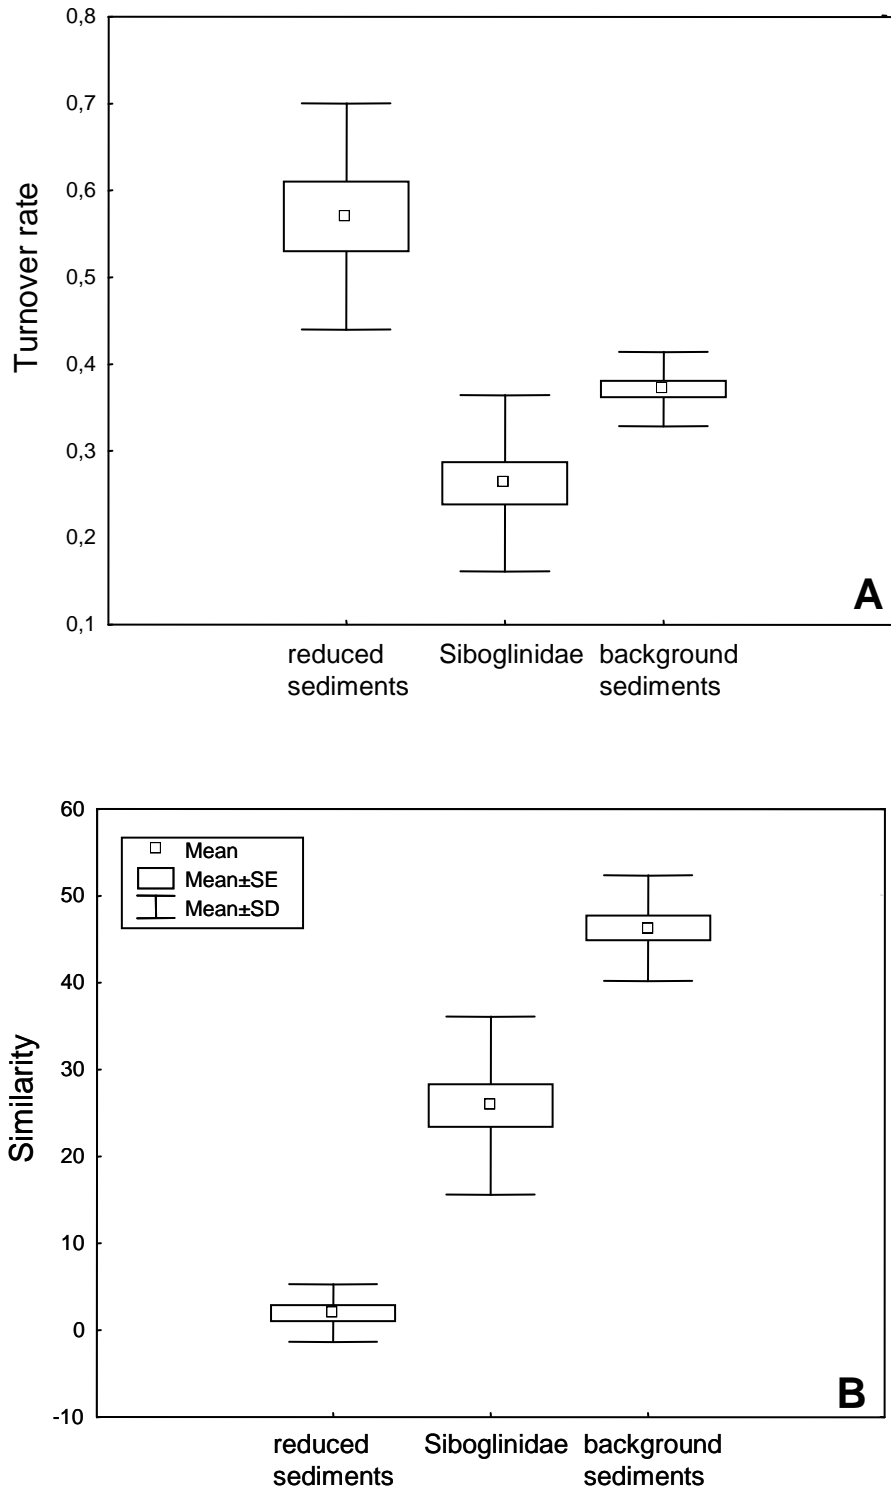 0,8
0,7
0,6
0,5
0,4
0,3
0,2
0,1
Turnover rate
A
reduced Siboglinidae background
sediments sediments
60
50
40
30
20
10
0
-10
Similarity
Mean
Mean±SE
Mean±SD
B
reduced Siboglinidae background
sediments sediments